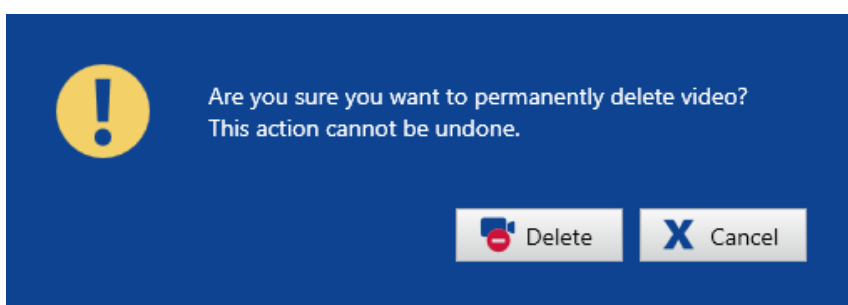 Are you sure you want to permanently delete video?
This action cannot be undone.
Delete
Cancel